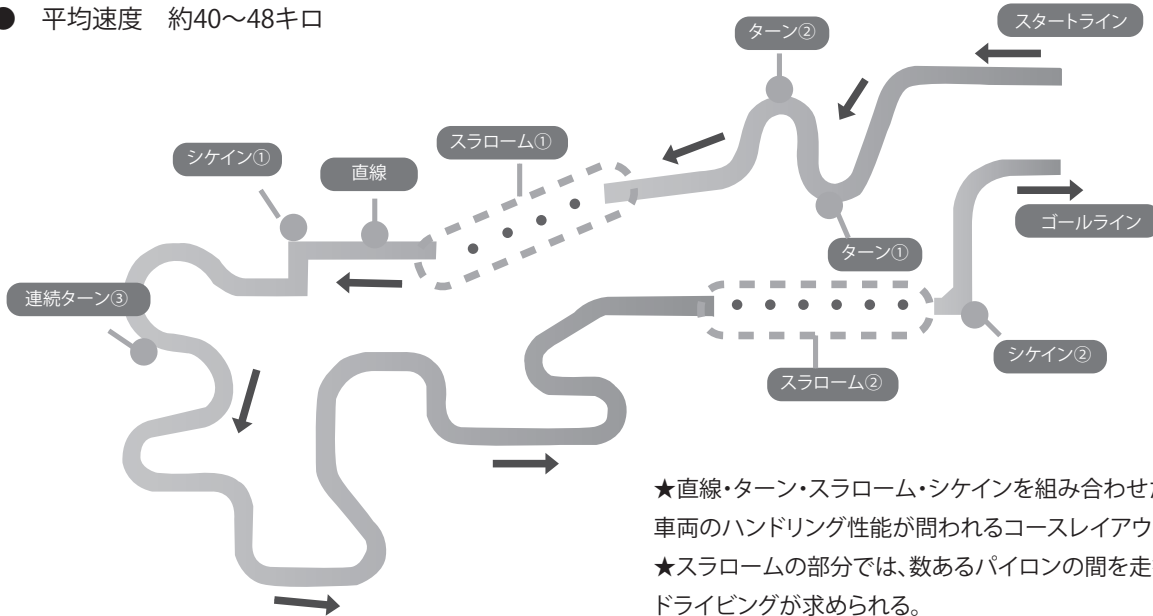 ● 平均速度 約40〜48キロ
スタートライン
ターン②
スラローム①
シケイン①
直線
ゴールライン
ターン①
連続ターン③
シケイン②
スラローム②
★直線・ターン・スラローム・シケインを組み合わせ
車両のハンドリング性能が問われるコースレイアウ
★スラロームの部分では、数あるパイロンの間を走
ドライビングが求められる。